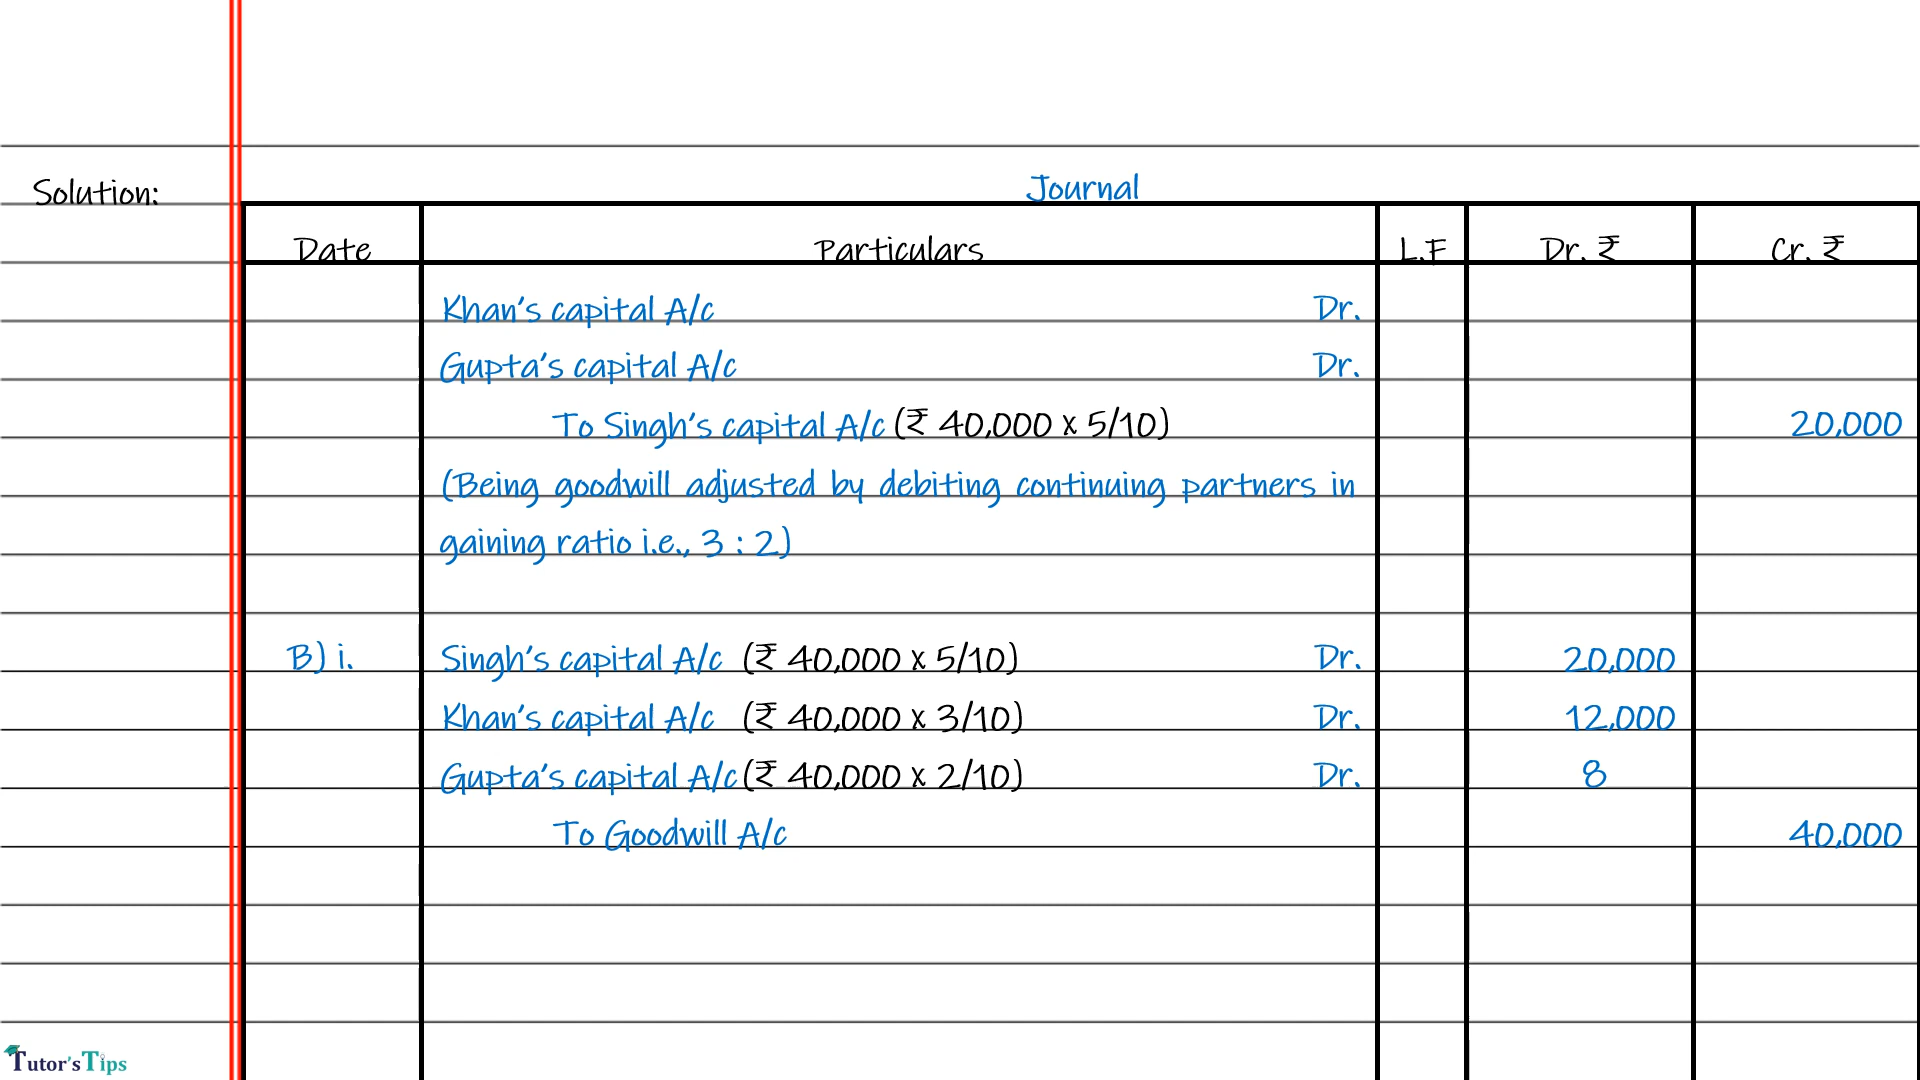 Solution:
Journal
Date Particulars L.F Dr. ₹ Cr. ₹
Khan's capital A/c Dr.
Gupta's capital A/c Dr.
To Singh's capital A/c (₹ 40,000 x 5/10) 20,000
(Being goodwill adjusted by debiting continuing partners in
gaining ratio i.e., 3 : 2)
B) i. Singh's capital A/c (₹ 40,000 x 5/10) Dr. 20,000
Khan's capital A/c (₹ 40,000 x 3/10) Dr. 12,000
Gupta's capital A/c (₹ 40,000 x 2/10) Dr. 8
To Goodwill A/c 40,000
Tutor'sTips